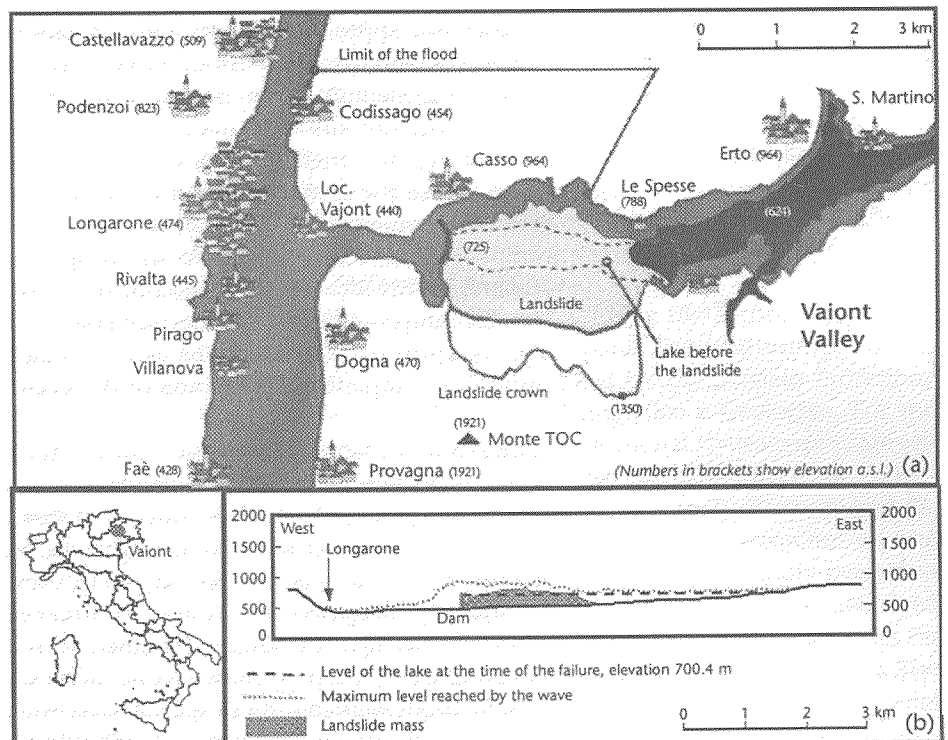 0 1 2 3 km
Castellavazzo (509)
Limit of the flood
Podenzoi (823)
Codissago (454)
S. Martino
Erto (964)
Casso (964)
Le Spesse
(788)
Loc.
Vajont (440)
Longarone (474)
(624)
(725)
Rivalta (445)
Landslide
Pirago
Vaiont
Valley
Villanova
Dogna (470)
Lake before
the landslide
Landslide crown
(1350)
(1921)
Monte TOC
Faè (428)
Provagna (1921)
(Numbers in brackets show elevation a.s.l.) (a)
Vaiont
2000 West East 2000
1500 Longarone 1500
1000 1000
500 500
Dam
0 0
Level of the lake at the time of the failure, elevation 700.4 m
Maximum level reached by the wave
Landslide mass
0 1 2 3 km (b)